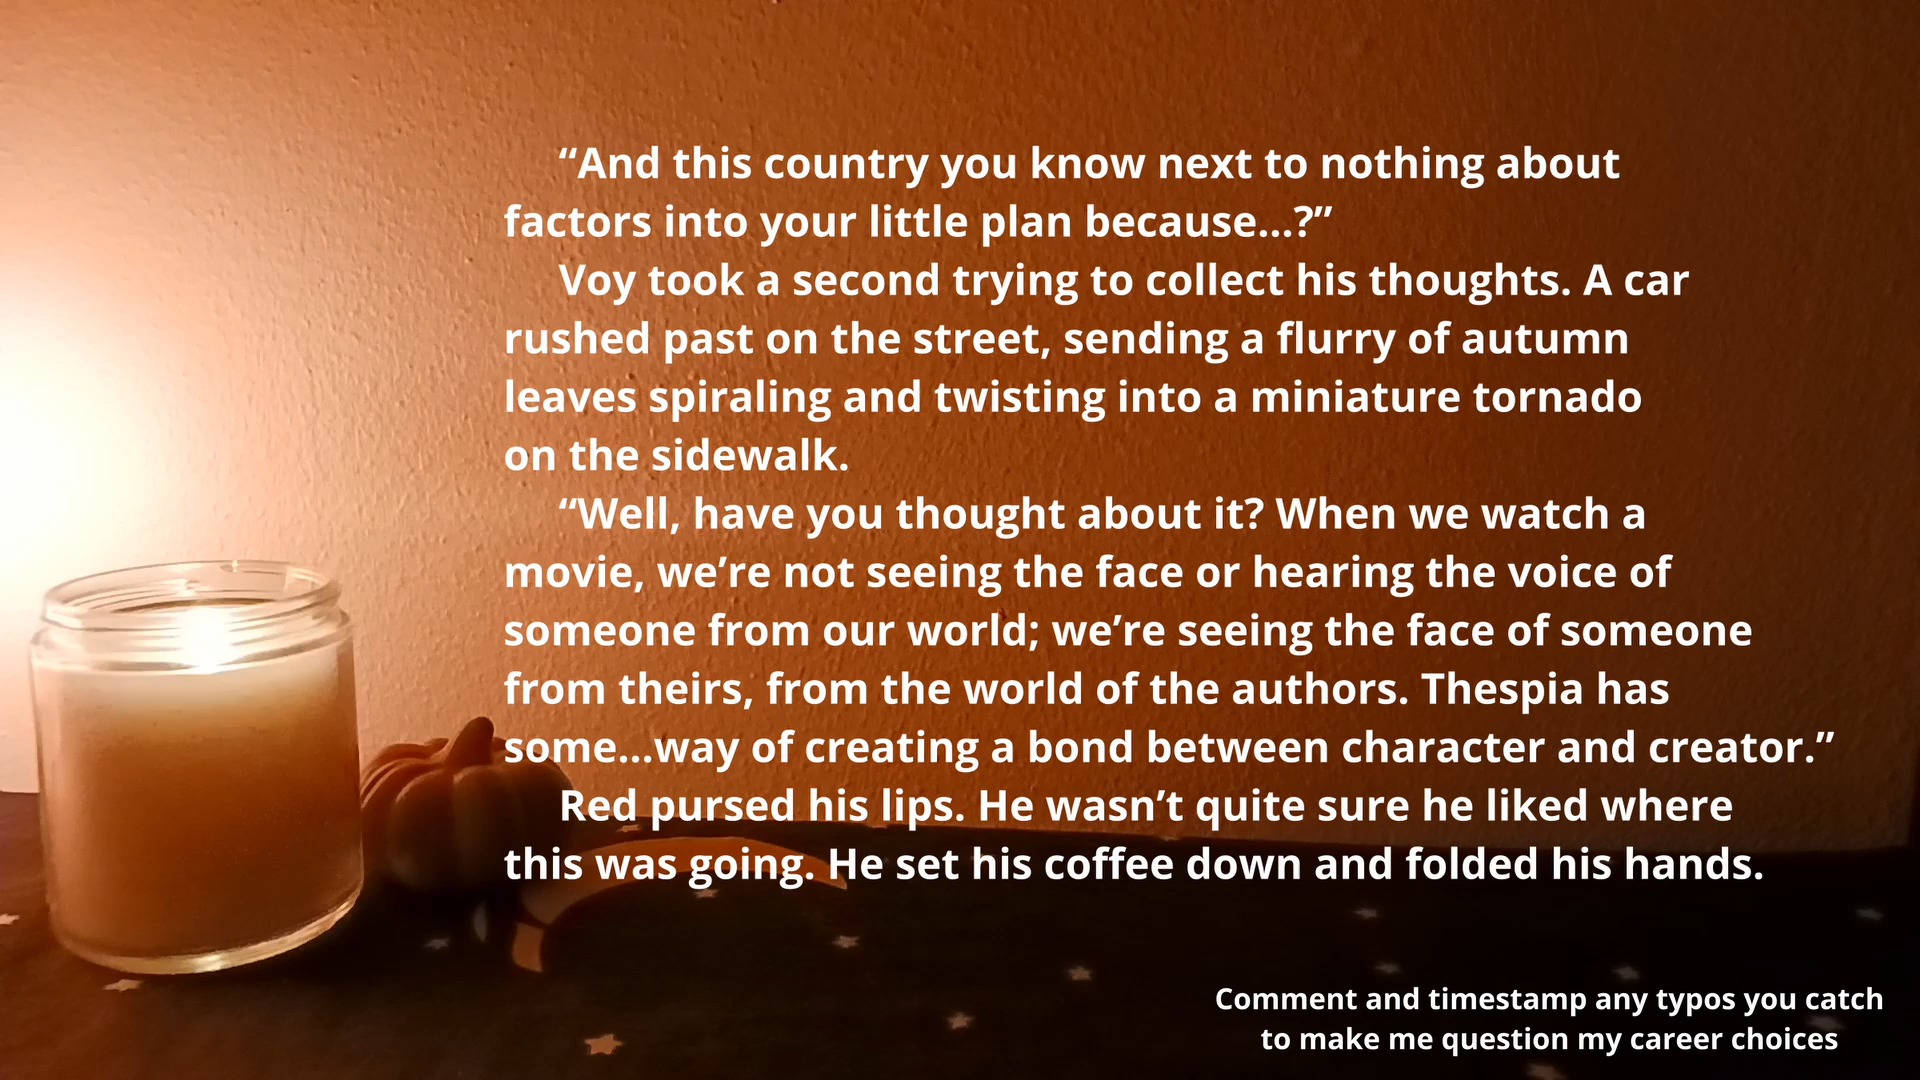 “And this country you know next to nothing about
factors into your little plan because...?”
Voy took a second trying to collect his thoughts. A car
rushed past on the street, sending a flurry of autumn
leaves spiraling and twisting into a miniature tornado
on the sidewalk.
“Well, have you thought about it? When we watch a
movie, we’re not seeing the face or hearing the voice of
someone from our world; we’re seeing the face of someone
from theirs, from the world of the authors. Thespia has
some...way of creating a bond between character and creator.”
Red pursed his lips. He wasn’t quite sure he liked where
this was going. He set his coffee down and folded his hands.
Comment and timestamp any typos you catch
to make me question my career choices